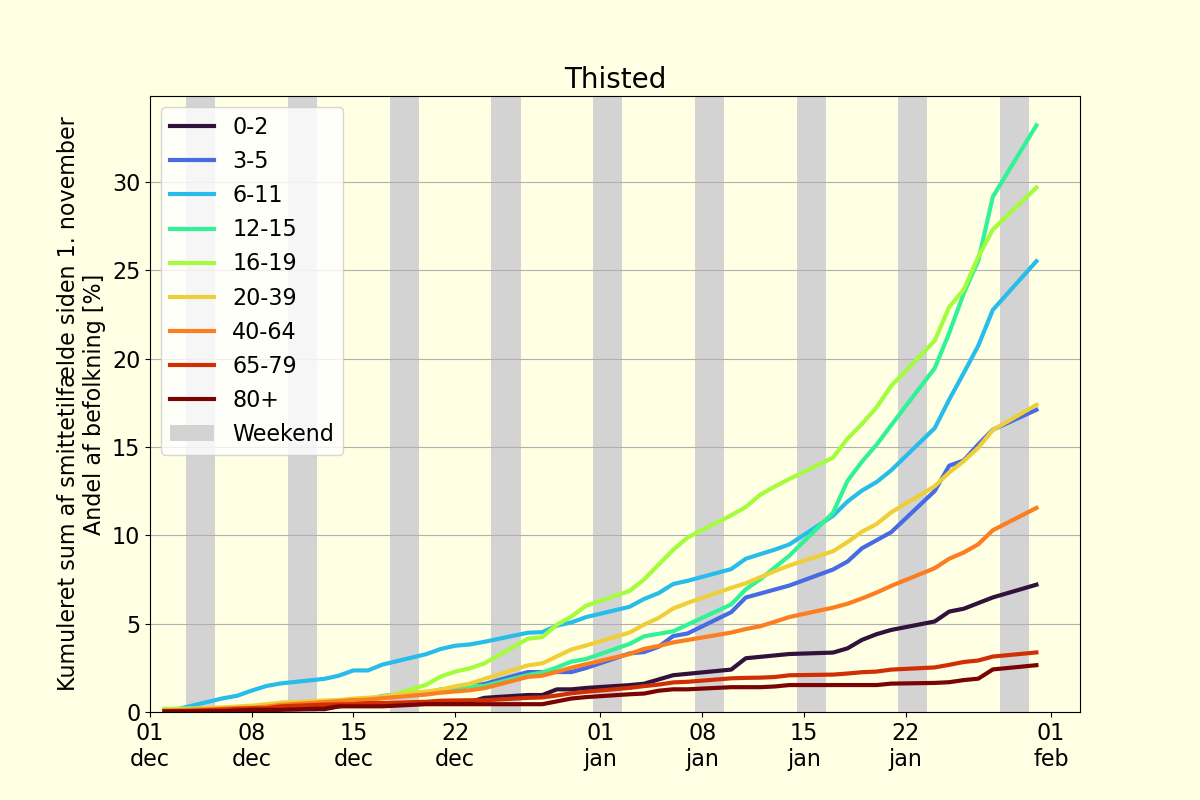 Thisted
Kumuleret sum af smittetilfælde siden 1. november
Andel af befolkning [%]
0-2
3-5
6-11
12-15
16-19
20-39
40-64
65-79
80+
Weekend
30
25
20
15
10
5
0
01 08 15 22 01 08 15 22 01
dec dec dec dec jan jan jan jan feb